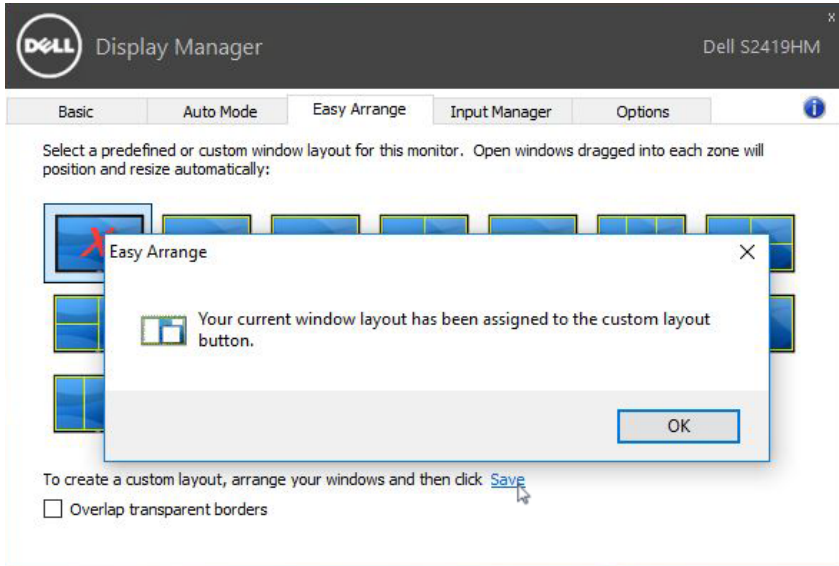 DELL
Display Manager
x
Dell S2419HM
Basic
Auto Mode
Easy Arrange
Input Manager
Options
i
Select a predefined or custom window layout for this monitor. Open windows dragged into each zone will
position and resize automatically:
X
Easy Arrange
Your current window layout has been assigned to the custom layout
button.
OK
To create a custom layout, arrange your windows and then click Save
Overlap transparent borders